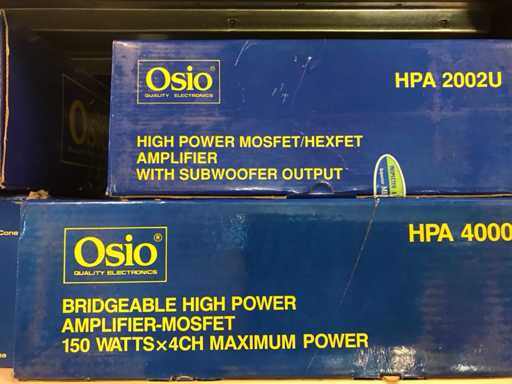 Osio
QUALITY ELECTRONICS
HPA 2002U
HIGH POWER MOSFET/HEXFET
AMPLIFIER
WITH SUBWOOFER OUTPUT
Cone
Osio
QUALITY ELECTRONICS
HPA 4000
BRIDGEABLE HIGH POWER
AMPLIFIER-MOSFET
150 WATTS×4CH MAXIMUM POWER